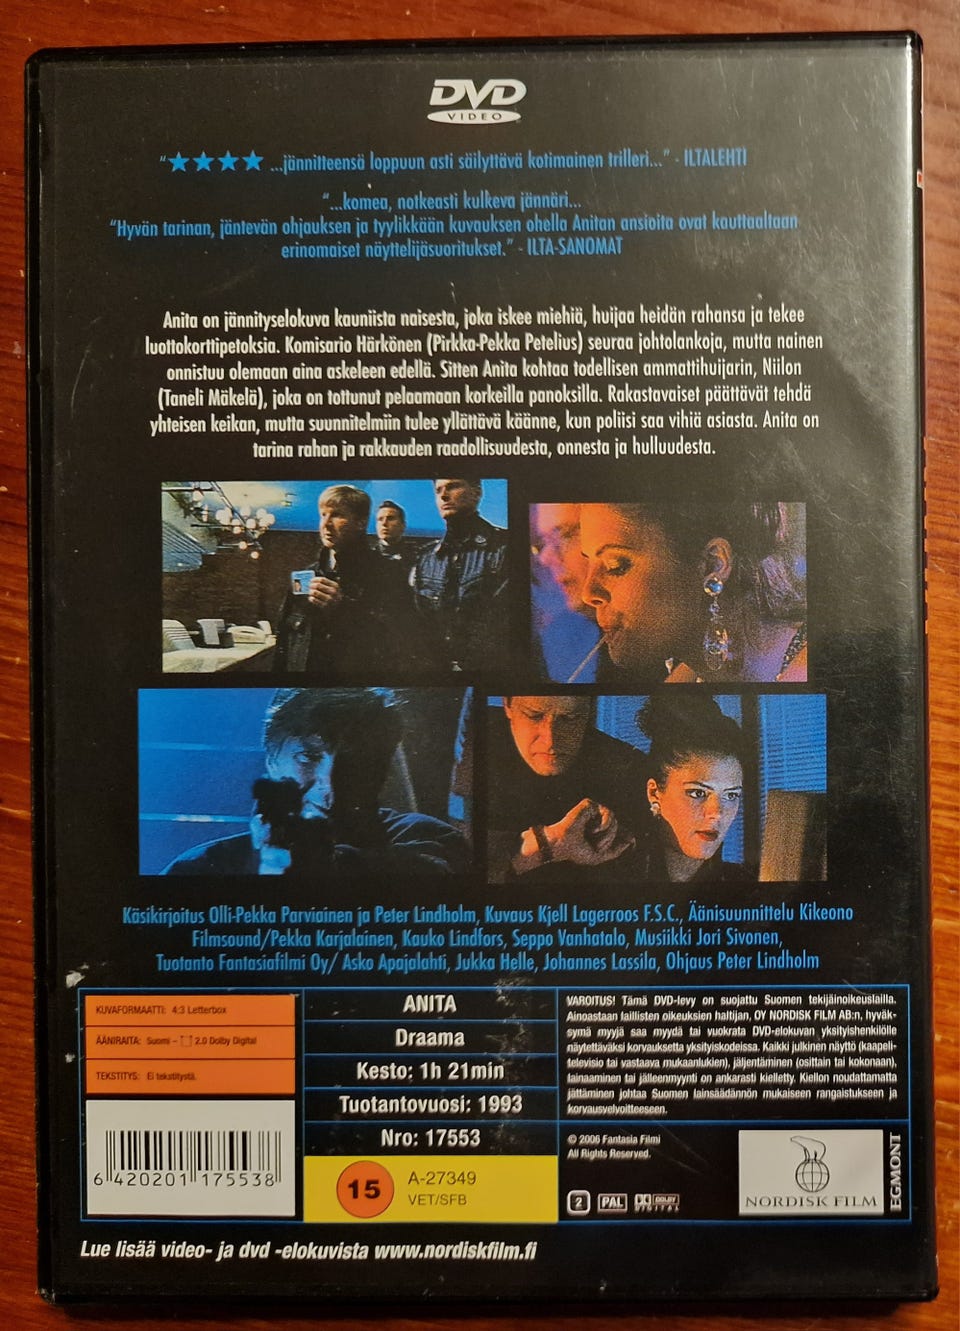 DVD
VIDEO
“★★★★ ...jännitteensä loppuun asti säilyttävä kotimainen trilleri...” - ILTALEHTI
“...komea, notkeasti kulkeva jännäri...
“Hyvän tarinan, jäntevän ohjauksen ja tyylikkään kuvauksen ohella Anitan ansioita ovat kauttaaltaan
erinomaiset näyttelijäsuoritukset.” - ILTA-SANOMAT
Anita on jännityselokuva kauniista naisesta, joka iskee miehiä, huijaa heidän rahansa ja tekee
luottokorttipetoksia. Komisario Härkönen (Pirkka-Pekka Petelius) seuraa johtolankoja, mutta nainen
onnistuu olemaan aina askeleen edellä. Sitten Anita kohtaa todellisen ammattihuijarin, Niilon
(Taneli Mäkelä), joka on tottunut pelaamaan korkeilla panoksilla. Rakastavaiset päättävät tehdä
yhteisen keikan, mutta suunnitelmiin tulee yllättävä käänne, kun poliisi saa vihiä asiasta. Anita on
tarina rahan ja rakkauden raadollisuudesta, onnesta ja hulluudesta.
Käsikirjoitus Olli-Pekka Parviainen ja Peter Lindholm, Kuvaus Kjell Lagerroos F.S.C., Äänisuunnittelu Kikeono
Filmsound/Pekka Karjalainen, Kauko Lindfors, Seppo Vanhatalo, Musiikki Jori Sivonen,
Tuotanto Fantasiafilmi Oy/ Asko Apajalahti, Jukka Helle, Johannes Lassila, Ohjaus Peter Lindholm
KUVAFORMAATTI: 4:3 Letterbox
ÄÄNIRAITA: Suomi - 2.0 Dolby Digital
TEKSTITYS: Ei tekstitystä.
6 420201 175538
ANITA
Draama
Kesto: 1h 21min
Tuotantovuosi: 1993
Nro: 17553
15
A-27349
VET/SFB
VAROITUS! Tämä DVD-levy on suojattu Suomen tekijäinoikeuslailla.
Ainoastaan laillisten oikeuksien haltijan, OY NORDISK FILM AB:n, hyväk-
symä myyjä saa myydä tai vuokrata DVD-elokuvan yksityishenkilölle
näytettäväksi korvauksetta yksityiskodeissa. Kaikki julkinen näyttö (kaapeli-
televisio tai vastaava mukaanlukien), jäljentäminen (osittain tai kokonaan),
lainaaminen tai jälleenmyynti on ankarasti kielletty. Kiellon noudattamatta
jättäminen johtaa Suomen lainsäädännön mukaiseen rangaistukseen ja
korvausvelvoitteeseen.
© 2006 Fantasia Filmi
All Rights Reserved.
2 PAL DOLBY
DIGITAL
NORDISK FILM
EGMONT
Lue lisää video- ja dvd -elokuvista www.nordiskfilm.fi